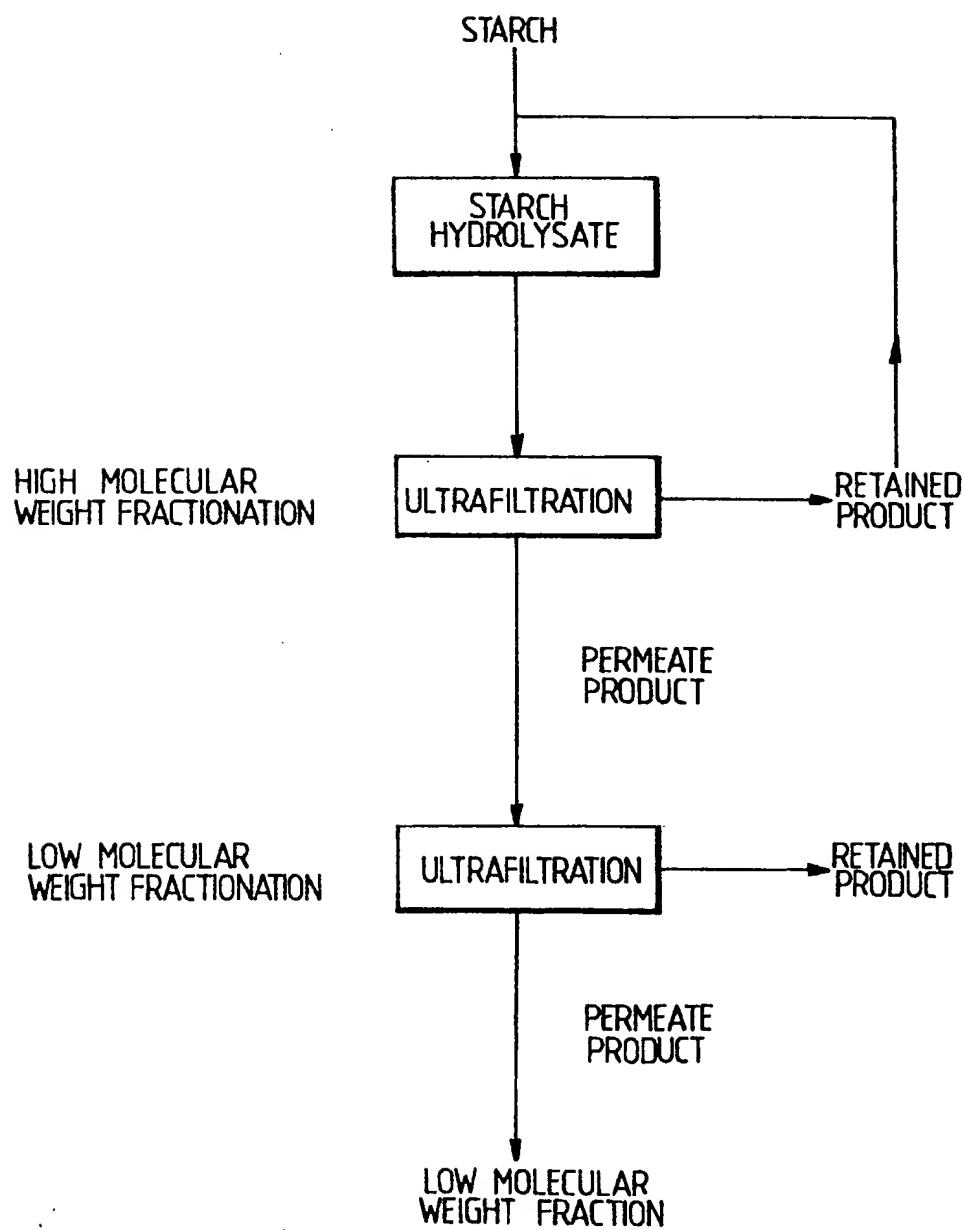 STARCH
STARCH
HYDROLYSATE
HIGH MOLECULAR
WEIGHT FRACTIONATION
ULTRAFILTRATION
RETAINED
PRODUCT
PERMEATE
PRODUCT
LOW MOLECULAR
WEIGHT FRACTIONATION
ULTRAFILTRATION
RETAINED
PRODUCT
PERMEATE
PRODUCT
LOW MOLECULAR
WEIGHT FRACTION